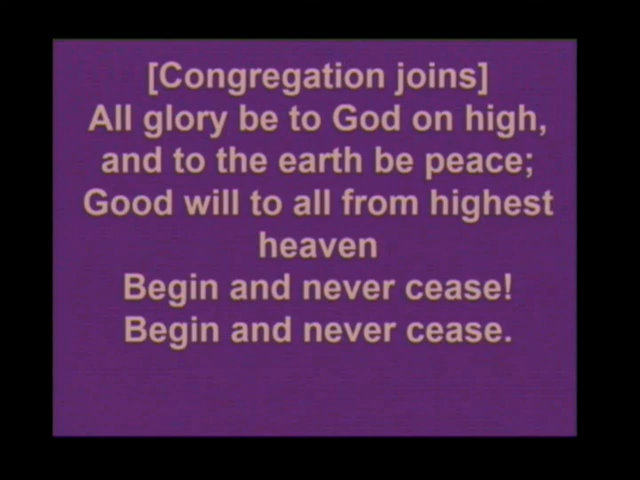 [Congregation joins]
All glory be to God on high,
and to the earth be peace;
Good will to all from highest
heaven
Begin and never cease!
Begin and never cease.